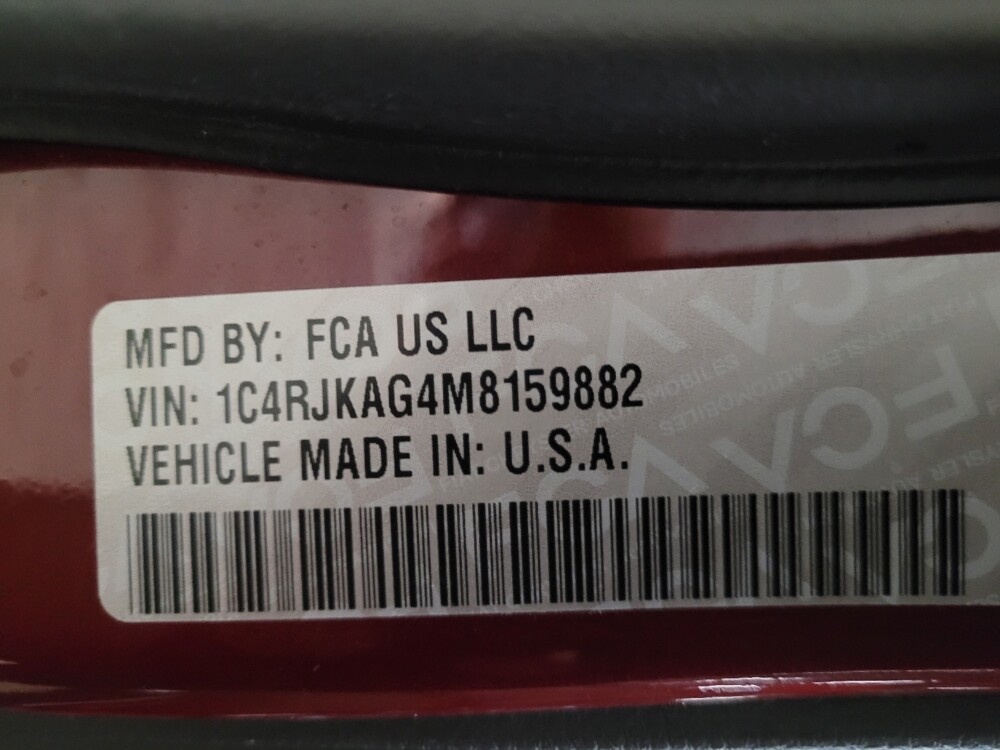 MFD BY: FCA US LLC
VIN: 1C4RJKAG4M8159882
VEHICLE MADE IN: U.S.A.